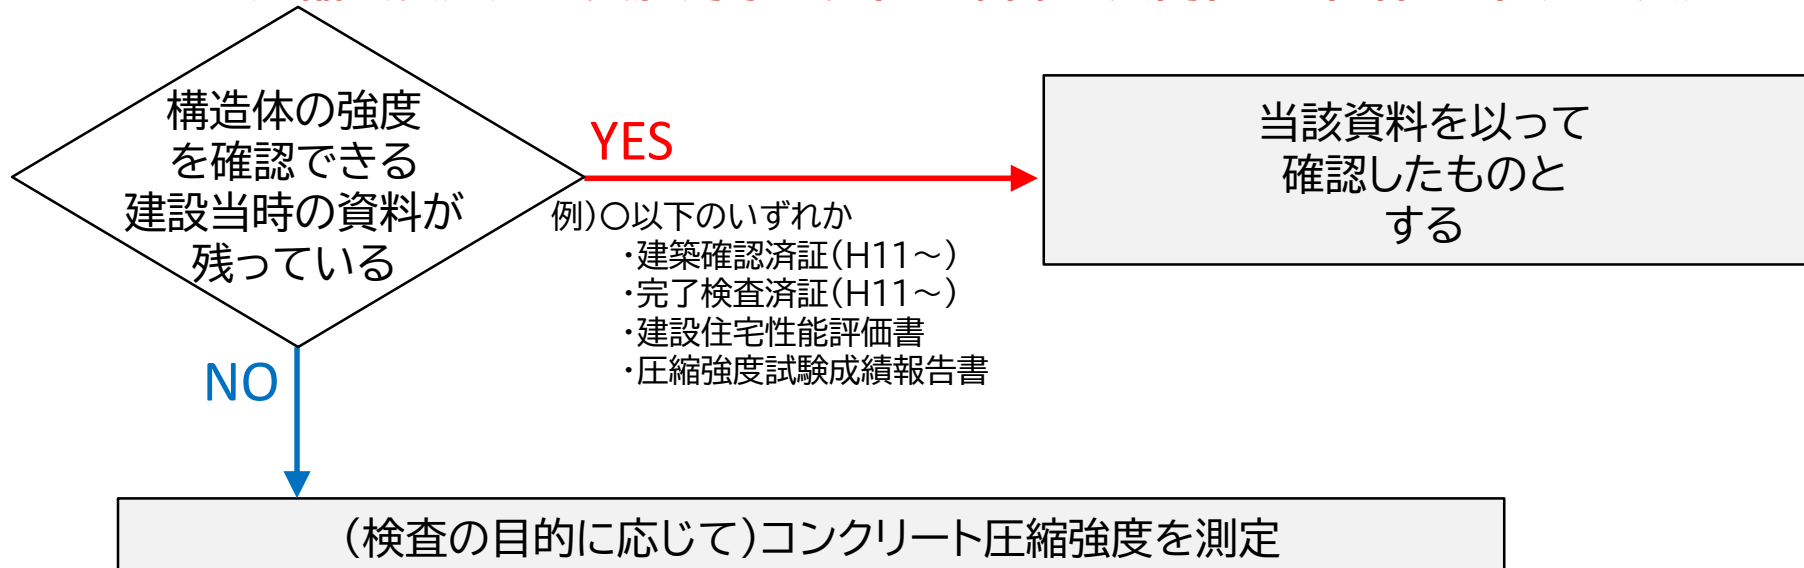 構造体の強度
を確認できる
建設当時の資料が
残っている
YES
当該資料を以って
確認したものと
する
例)〇以下のいずれか
・建築確認済証(H11～)
・完了検査済証(H11～)
・建設住宅性能評価書
・圧縮強度試験成績報告書
NO
(検査の目的に応じて)コンクリート圧縮強度を測定